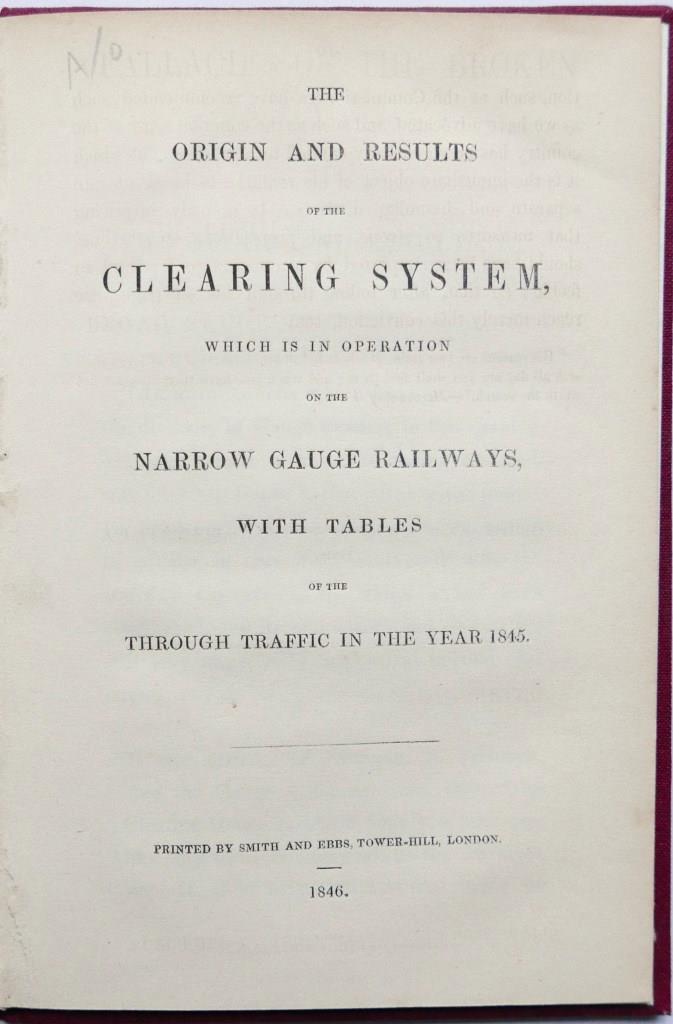 THE
ORIGIN AND RESULTS
OF THE
CLEARING SYSTEM,
WHICH IS IN OPERATION
ON THE
NARROW GAUGE RAILWAYS,
WITH TABLES
OF THE
THROUGH TRAFFIC IN THE YEAR 1845.
PRINTED BY SMITH AND EBBS, TOWER-HILL, LONDON.
1846.